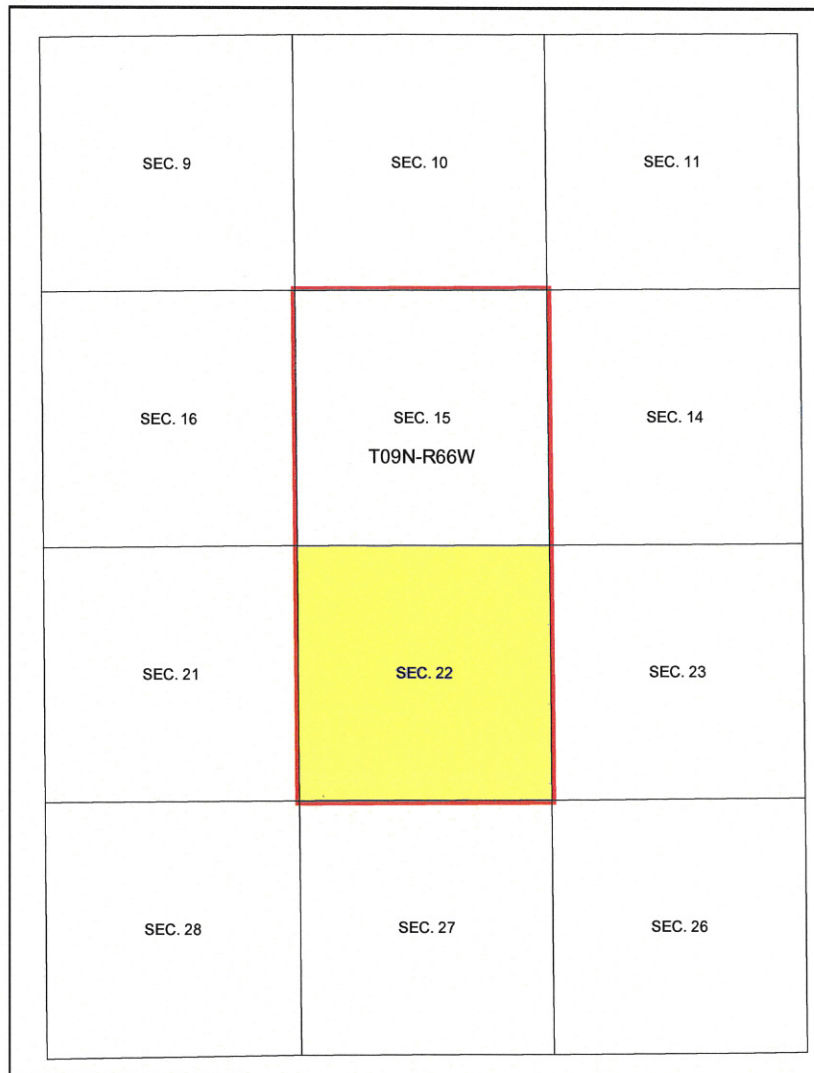 SEC. 9
SEC. 10
SEC. 11
SEC. 16
SEC. 15
SEC. 14
T09N-R66W
SEC. 21
SEC. 22
SEC. 23
SEC. 28
SEC. 27
SEC. 26